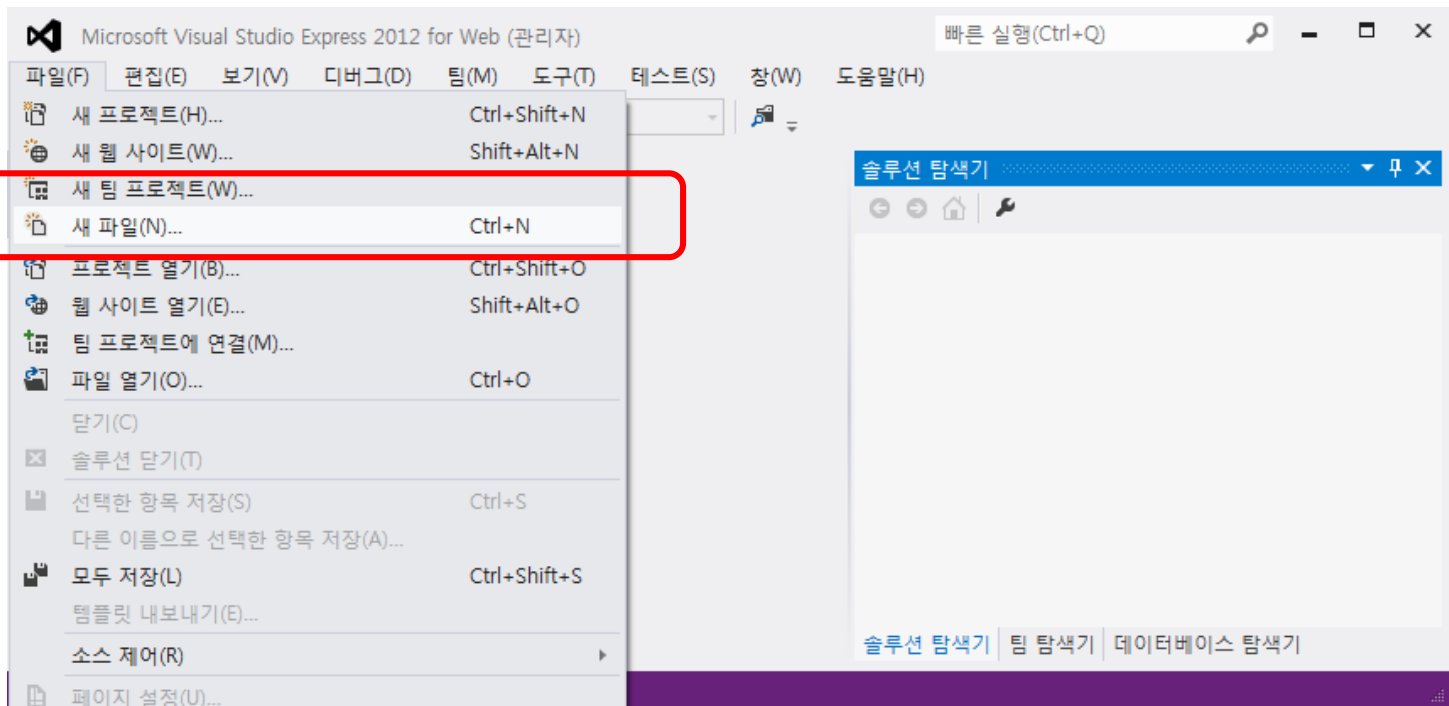 Microsoft Visual Studio Express 2012 for Web (관리자) 빠른 실행(Ctrl+Q)
파일(F) 편집(E) 보기(V) 디버그(D) 팀(M) 도구(T) 테스트(S) 창(W) 도움말(H)
새 프로젝트(H)... Ctrl+Shift+N
새 웹 사이트(W)... Shift+Alt+N
새 팀 프로젝트(W)...
새 파일(N)... Ctrl+N
프로젝트 열기(B)... Ctrl+Shift+O
웹 사이트 열기(E)... Shift+Alt+O
팀 프로젝트에 연결(M)...
파일 열기(O)... Ctrl+O
닫기(C)
솔루션 닫기(T)
선택한 항목 저장(S) Ctrl+S
다른 이름으로 선택한 항목 저장(A)...
모두 저장(L) Ctrl+Shift+S
템플릿 내보내기(E)...
소스 제어(R)
페이지 설정(U)...
솔루션 탐색기
솔루션 탐색기 팀 탐색기 데이터베이스 탐색기